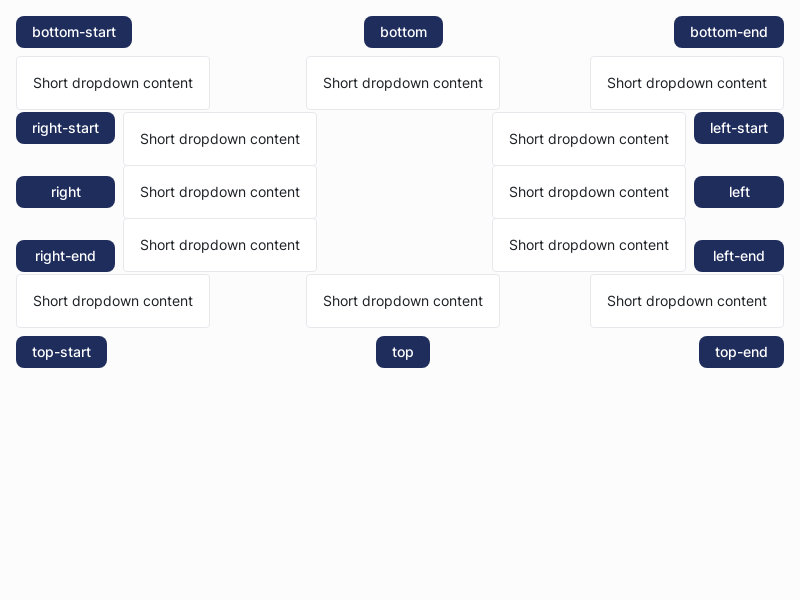 bottom-start
bottom
bottom-end
Short dropdown content
Short dropdown content
Short dropdown content
right-start
Short dropdown content
Short dropdown content
left-start
right
Short dropdown content
Short dropdown content
left
right-end
Short dropdown content
Short dropdown content
left-end
Short dropdown content
Short dropdown content
Short dropdown content
top-start
top
top-end